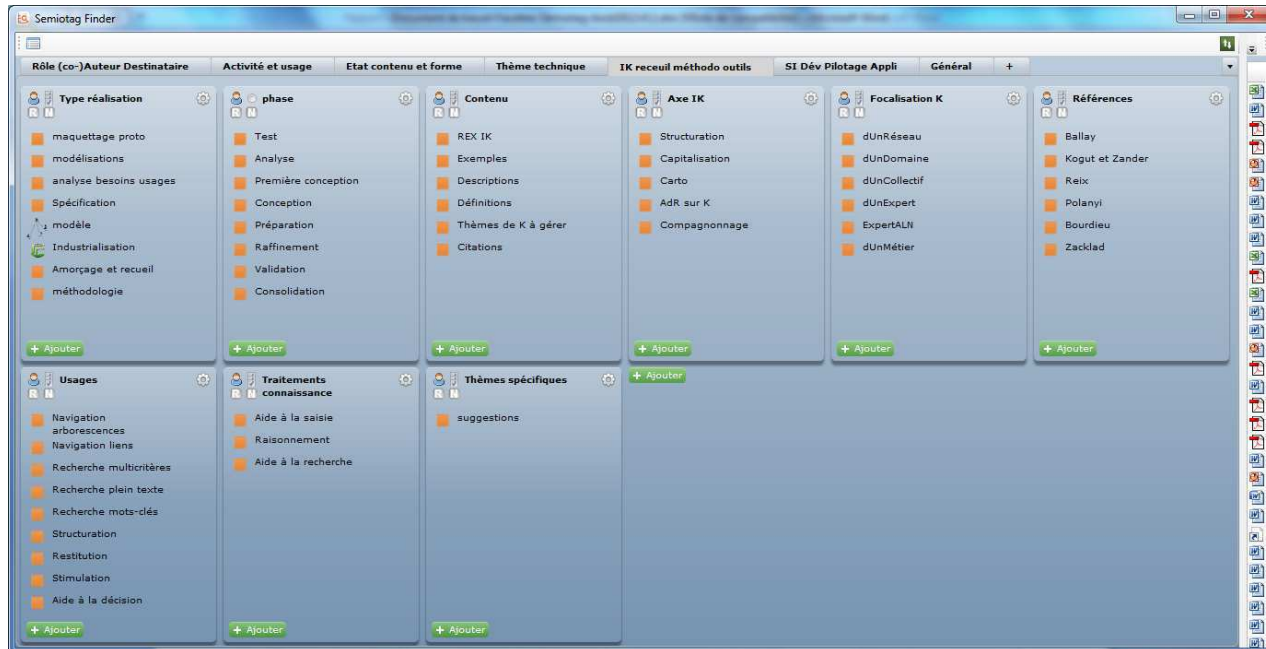 Semiotag Finder
Rôle (co-)Auteur Destinataire
Activité et usage
Etat contenu et forme
Thème technique
IK receuil méthodo outils
SI Dév Pilotage Appli
Général
+
Type réalisation
R N
maquettage proto
modélisations
analyse besoins usages
Spécification
modèle
Industrialisation
Amorçage et recueil
méthodologie
+ Ajouter
phase
R N
Test
Analyse
Première conception
Conception
Préparation
Raffinement
Validation
Consolidation
+ Ajouter
Contenu
R N
REX IK
Exemples
Descriptions
Définitions
Thèmes de K à gérer
Citations
+ Ajouter
Axe IK
R N
Structuration
Capitalisation
Carto
AdR sur K
Compagnonnage
+ Ajouter
Focalisation K
R N
dUnRéseau
dUnDomaine
dUnCollectif
dUnExpert
ExpertALN
dUnMétier
+ Ajouter
Références
R N
Ballay
Kogut et Zander
Reix
Polanyi
Bourdieu
Zacklad
+ Ajouter
Usages
R N
Navigation
arborescences
Navigation liens
Recherche multicritères
Recherche plein texte
Recherche mots-clés
Structuration
Restitution
Stimulation
Aide à la décision
+ Ajouter
Traitements
R N connaissance
Aide à la saisie
Raisonnement
Aide à la recherche
+ Ajouter
Thèmes spécifiques
R N
suggestions
+ Ajouter
+ Ajouter